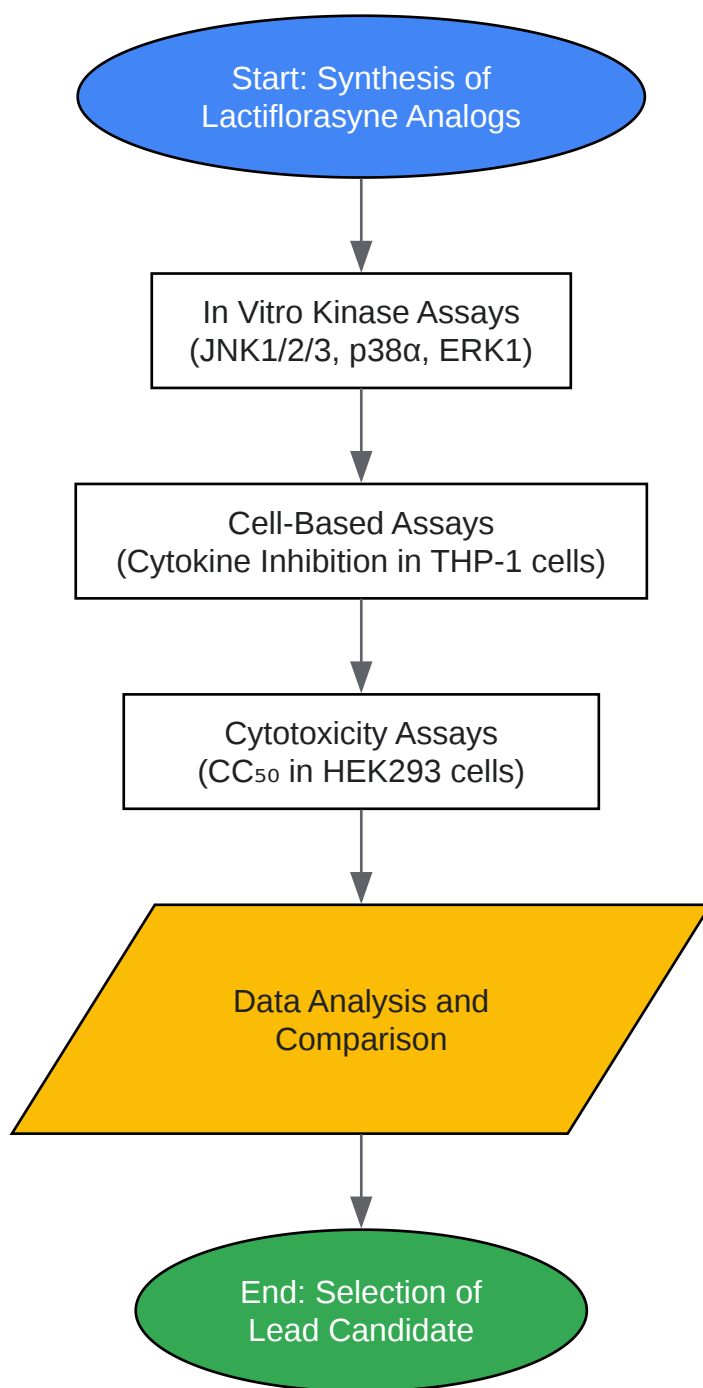 Start: Synthesis of
Lactiflorasyne Analogs
In Vitro Kinase Assays
(JNK1/2/3, p38α, ERK1)
Cell-Based Assays
(Cytokine Inhibition in THP-1 cells)
Cytotoxicity Assays
(CC₅₀ in HEK293 cells)
Data Analysis and
Comparison
End: Selection of
Lead Candidate